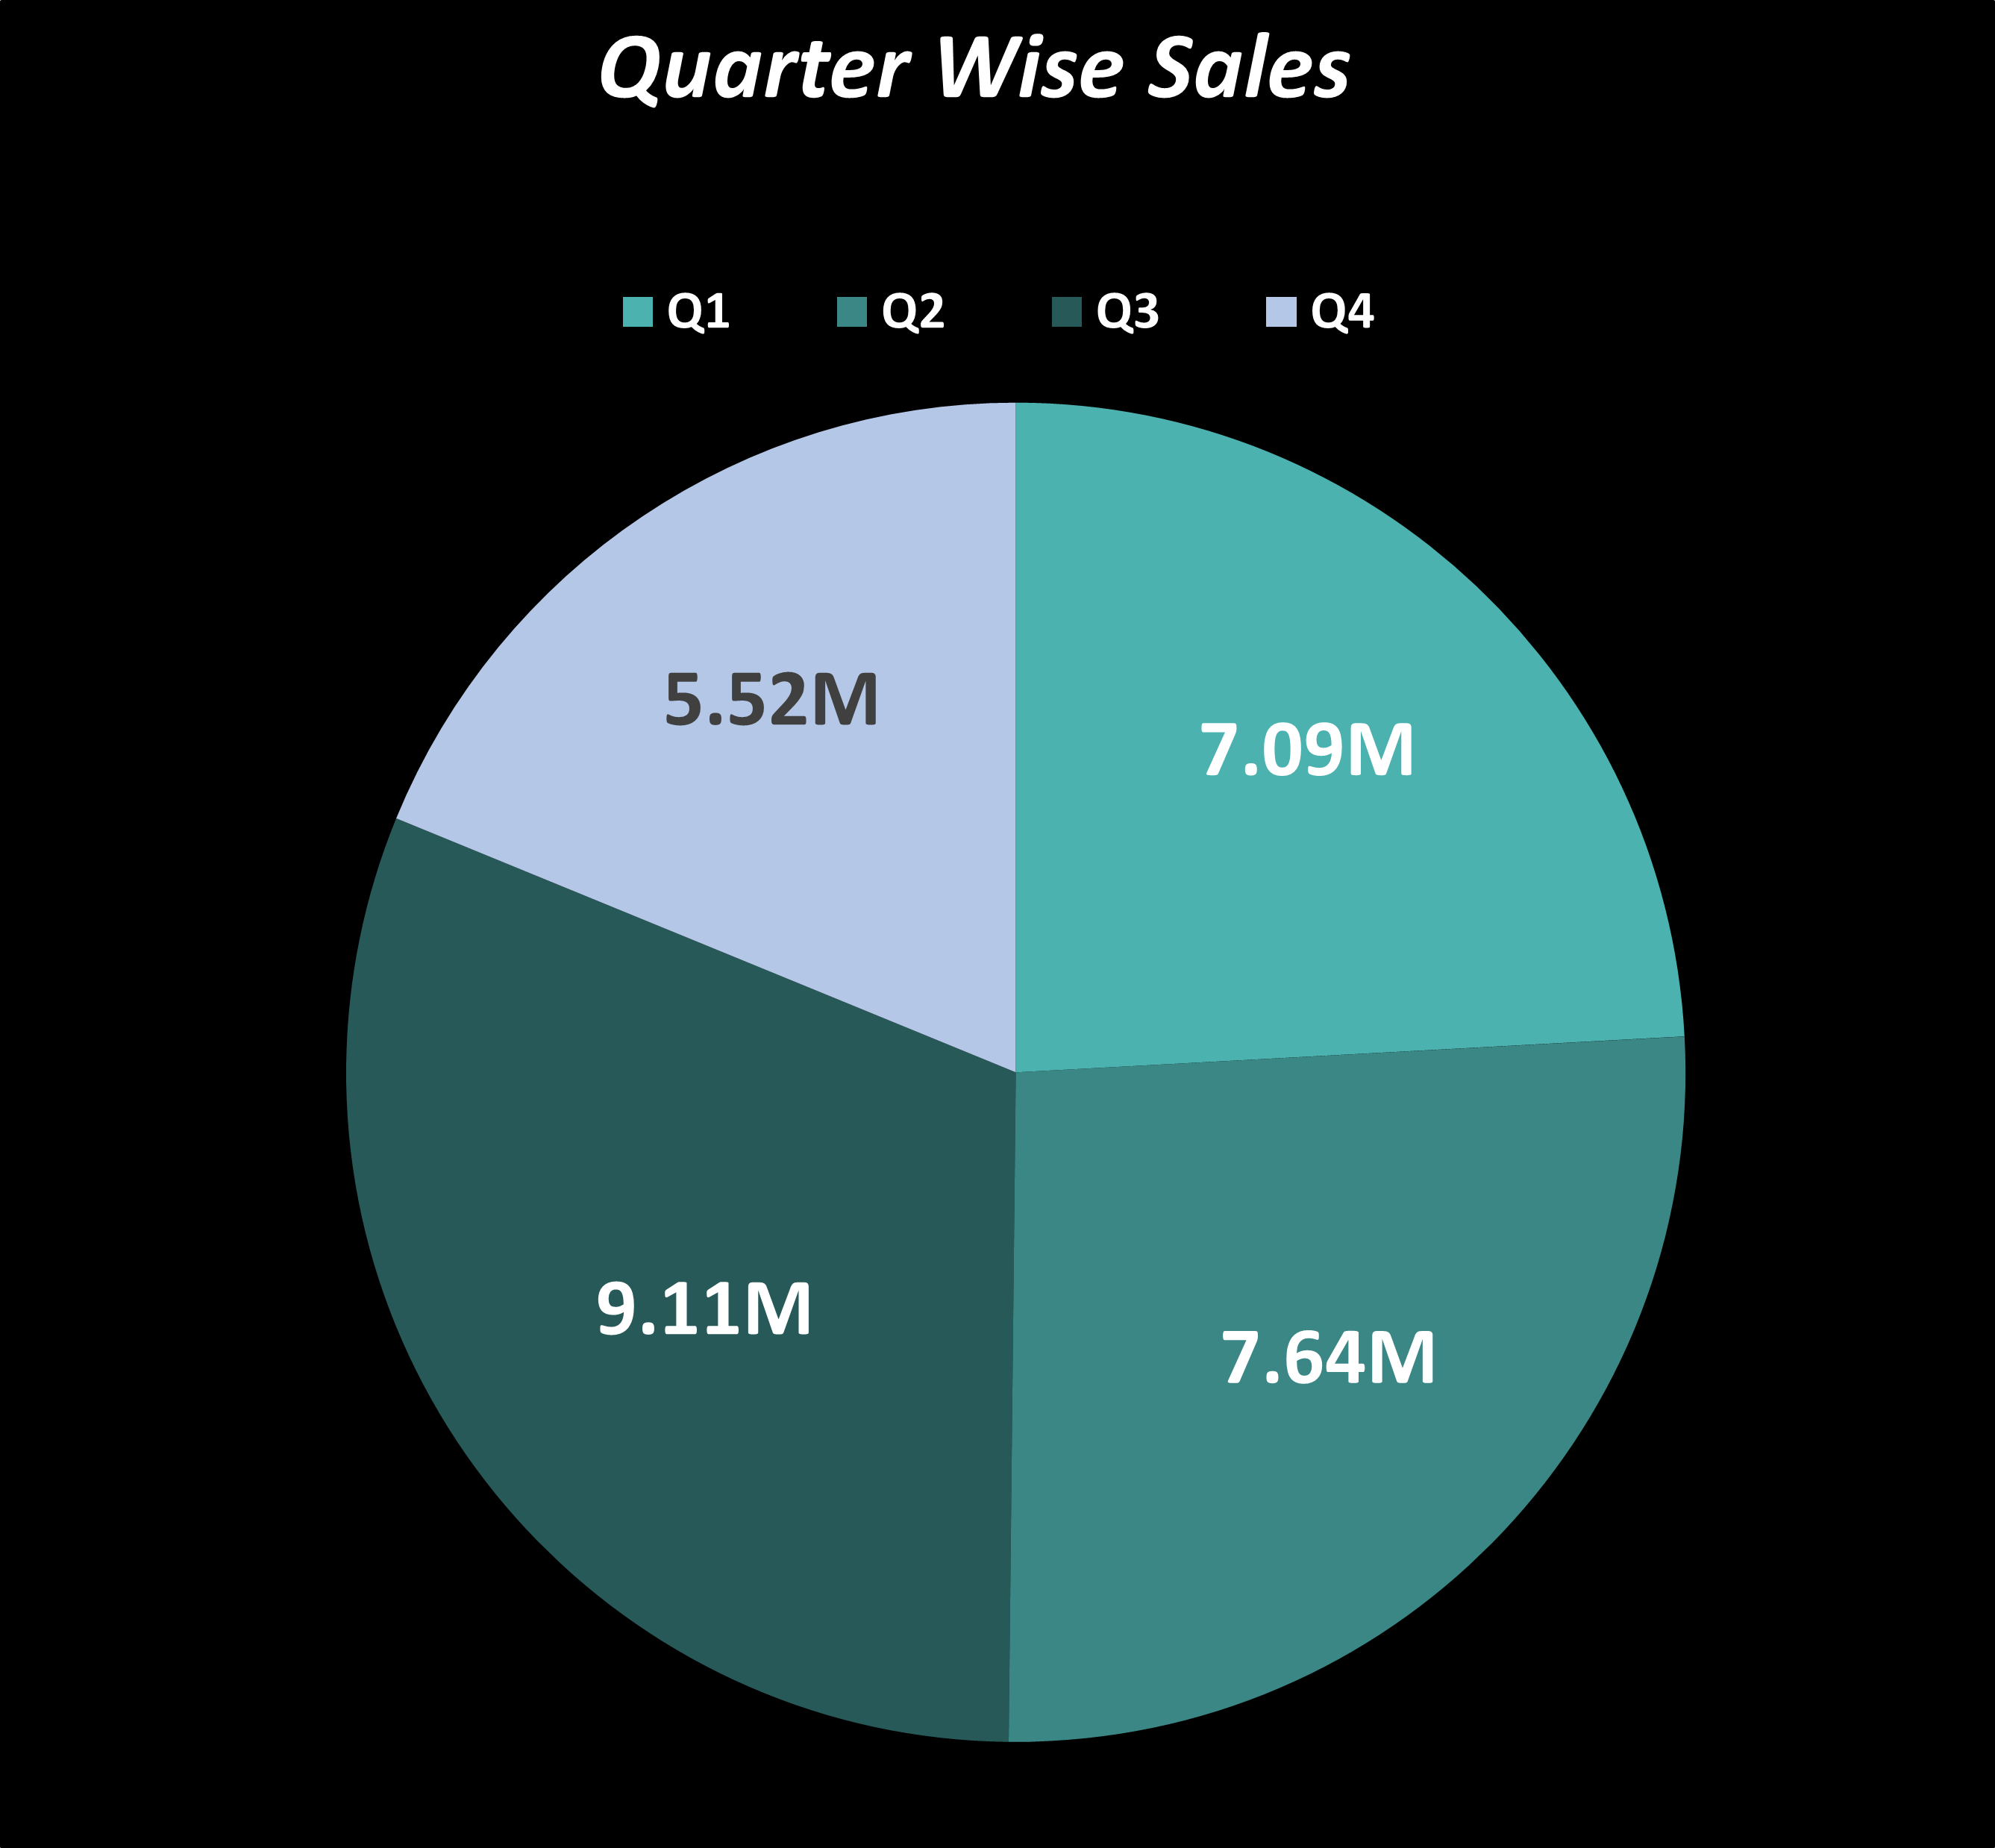 Quarter Wise Sales
Q1 Q2 Q3 Q4
5.52M
7.09M
9.11M
7.64M